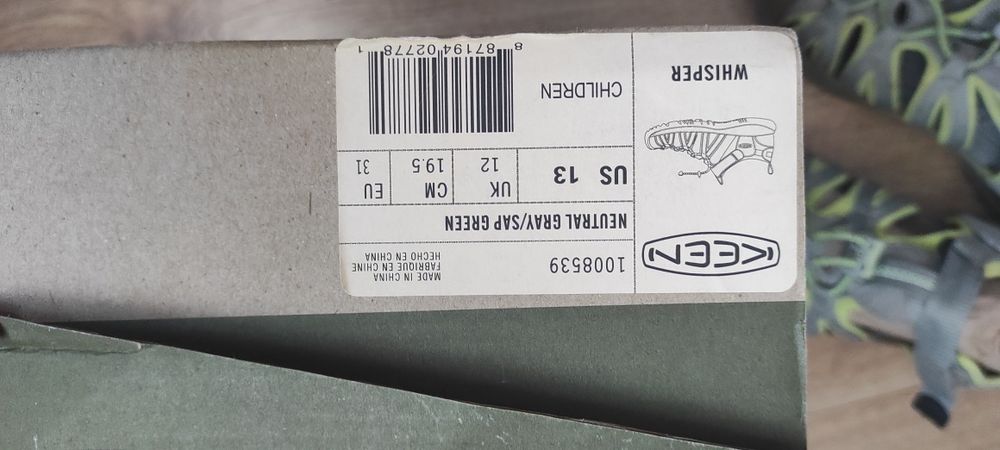 KEEN
1008539
MADE IN CHINA
FABRIQUE EN CHINE
HECHO EN CHINA
NEUTRAL GRAY/SAP GREEN
US 13
UK
12
CM
19.5
EU
31
WHISPER
CHILDREN
8 87194 02778 1